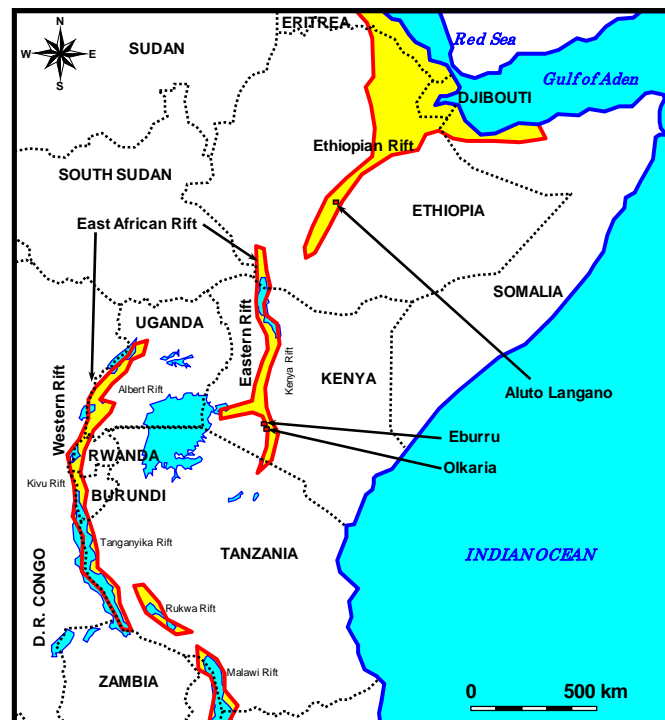 ERITREA
N
Red Sea
SUDAN
W
E
S
Gulf of Aden
DJIBOUTI
Ethiopian Rift
SOUTH SUDAN
ETHIOPIA
East African Rift
SOMALIA
UGANDA
Eastern Rift
Kenya Rift
KENYA
Albert Rift
Aluto Langano
Western Rift
Eburru
RWANDA
Olkaria
Kivu Rift
BURUNDI
Tanganyika Rift
TANZANIA
INDIAN OCEAN
D.R. CONGO
Rukwa Rift
Malawi Rift
ZAMBIA
0
500 km